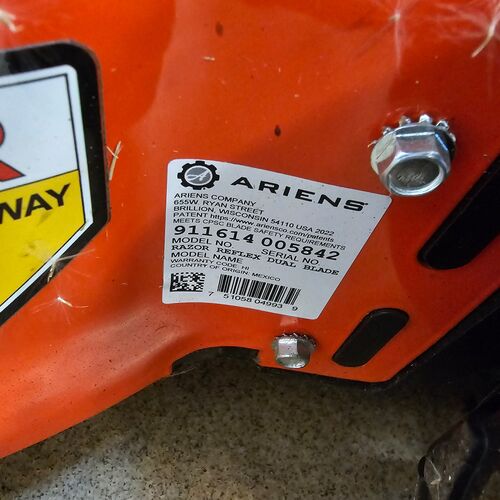 R
WAY
ARIENS
ARIENS COMPANY
655W. RYAN STREET
BRILLION, WISCONSIN 54110 USA 2022
PATENT https://www.ariensco.com/patents
MEETS CPSC BLADE SAFETY REQUIREMENTS
911614 005842
MODEL NO SERIAL NO
RAZOR REFLEX DUAL BLADE
MODEL NAME
WARRANTY CODE: NI
COUNTRY OF ORIGIN: MEXICO
7 51058 04993 9